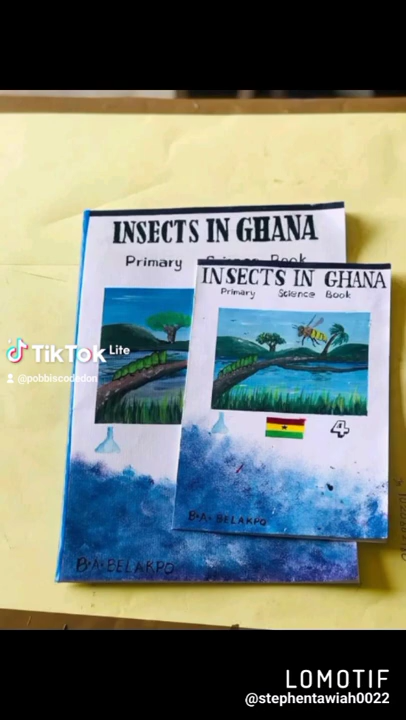 INSECTS IN GHANA
Primary Science Book
INSECTS IN GHANA
Primary Science Book
TikTok Lite
@pobbiscodedon
4
B.A. BELAKPO
B.A. BELAKPO
LOMOTIF
@stephentawiah0022